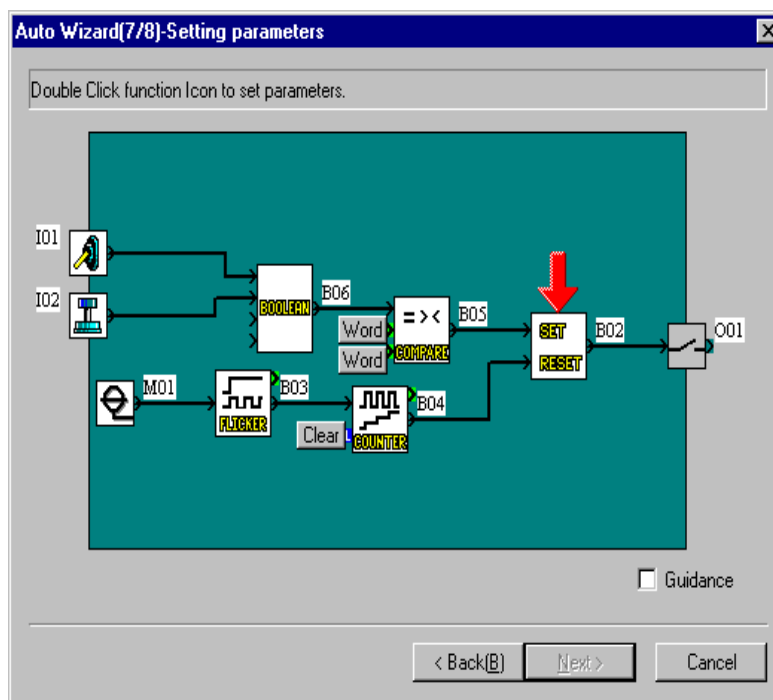 Auto Wizard(7/8)-Setting parameters
Double Click function Icon to set parameters.
I01
I02
BOOLEAN
B06
=><
COMPARE
Word
Word
B05
SET
RESET
B02
O01
M01
FLICKER
B03
Clear
COUNTER
B04
Guidance
< Back(B)
Next >
Cancel